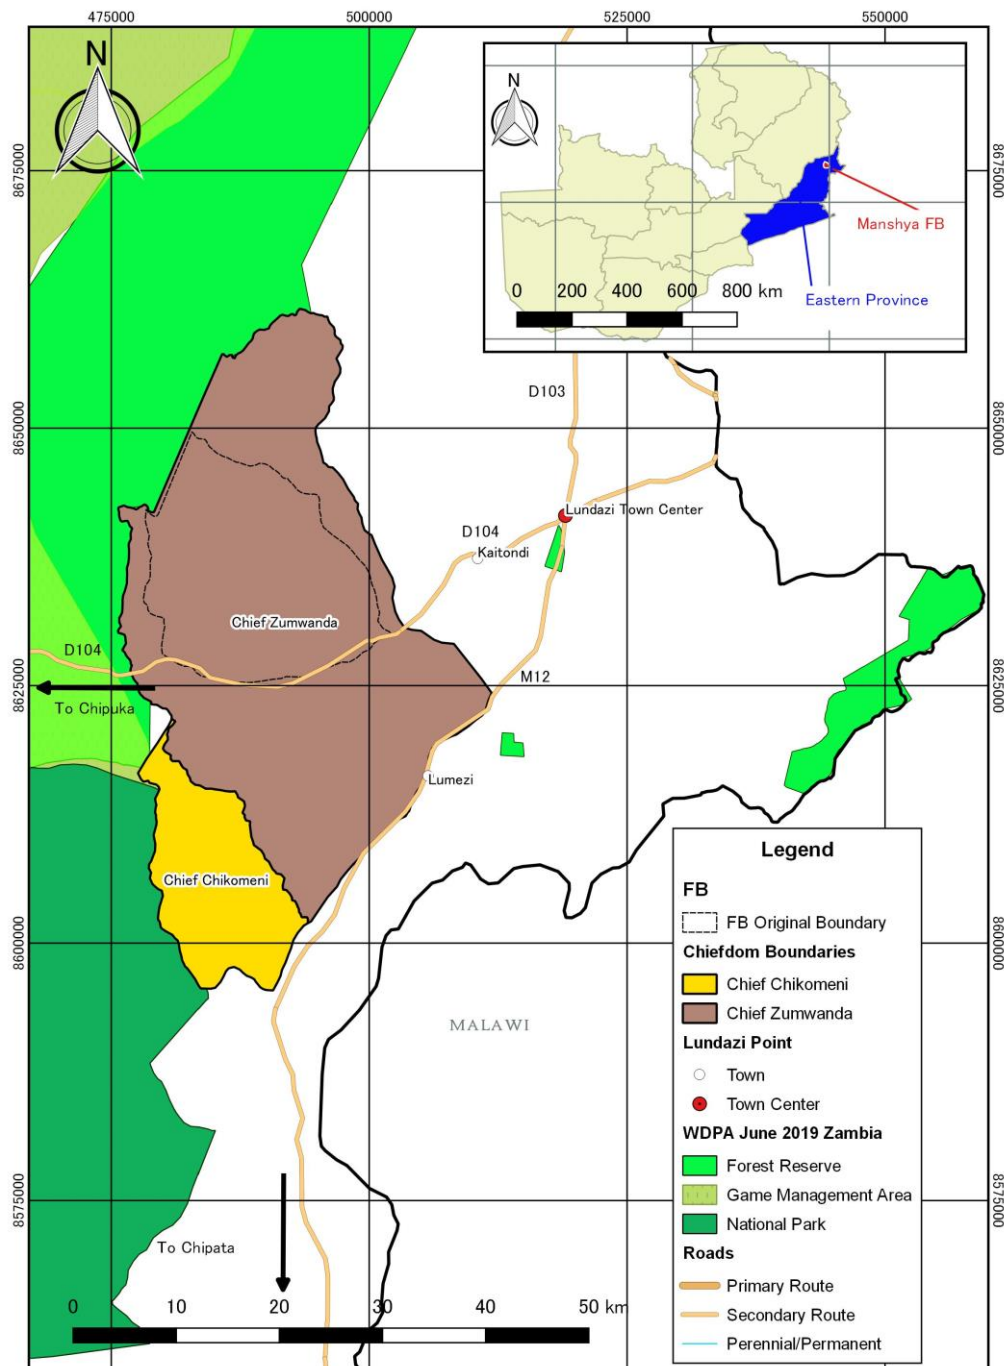 475000
500000
525000
550000
N
N
Manshya FB
0
200
400
600
800 km
Eastern Province
8675000
8675000
D103
8650000
8650000
Lundazi Town Center
D104
Kaitondi
Chief Zumwanda
D104
M12
8625000
8625000
To Chipuka
Lumezi
Chief Chikomeni
8600000
8600000
MALAWI
8575000
8575000
To Chipata
0
10
20
30
40
50 km
Legend
FB
FB Original Boundary
Chiefdom Boundaries
Chief Chikomeni
Chief Zumwanda
Lundazi Point
Town
Town Center
WDPA June 2019 Zambia
Forest Reserve
Game Management Area
National Park
Roads
Primary Route
Secondary Route
Perennial/Permanent